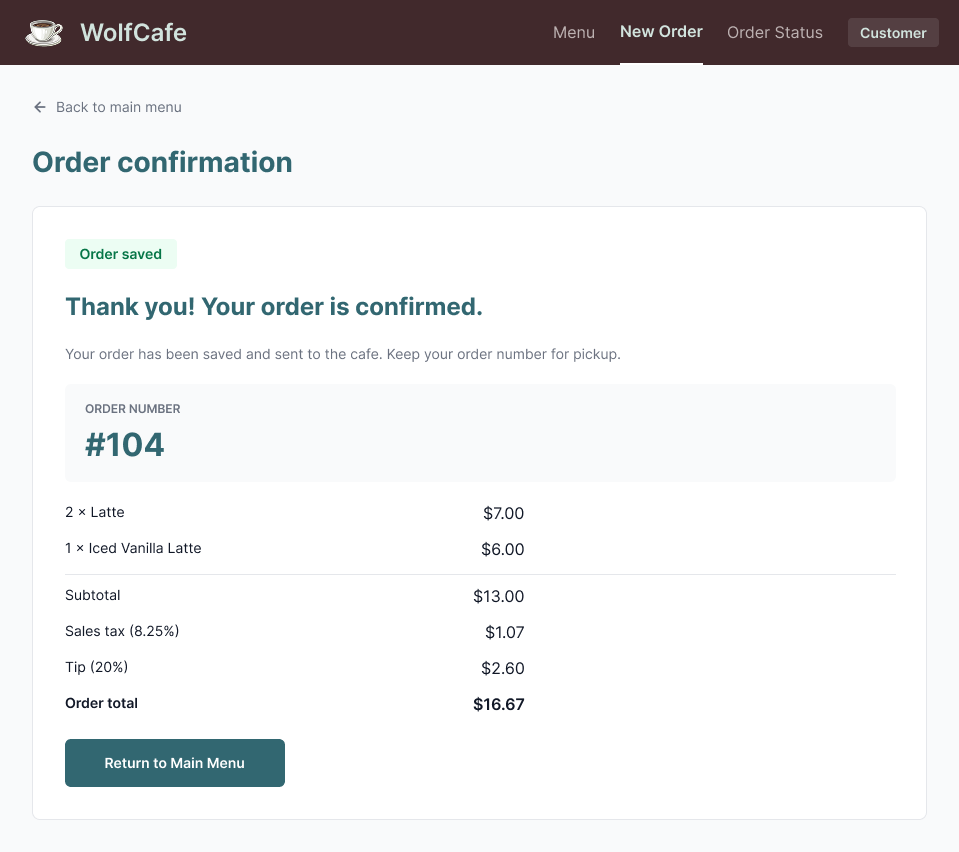 WolfCafe Menu New Order Order Status Customer
← Back to main menu
Order confirmation
Order saved
Thank you! Your order is confirmed.
Your order has been saved and sent to the cafe. Keep your order number for pickup.
ORDER NUMBER
#104
2 × Latte $7.00
1 × Iced Vanilla Latte $6.00
Subtotal $13.00
Sales tax (8.25%) $1.07
Tip (20%) $2.60
Order total $16.67
Return to Main Menu